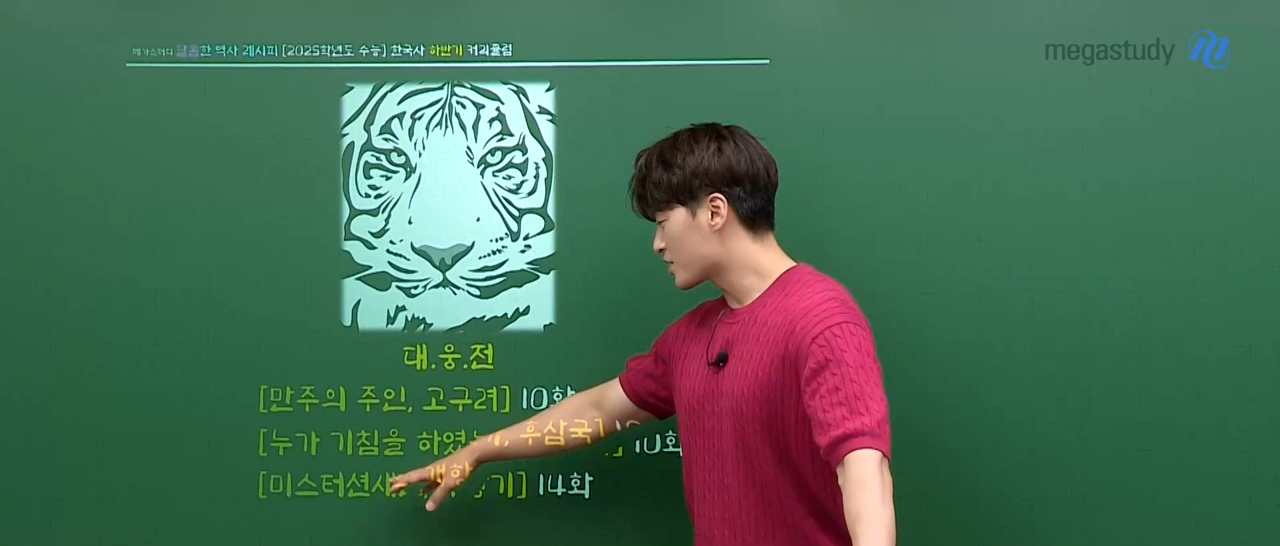 메가스터디 달콤한 역사 레시피 [2025학년도 수능] 한국사 하반기 커리큘럼
megastudy
대.웅.전
[만주의 주인, 고구려] 10화
[누가 기침을 하였는가, 후삼국] 10화
[미스터션샤 개항기] 14화